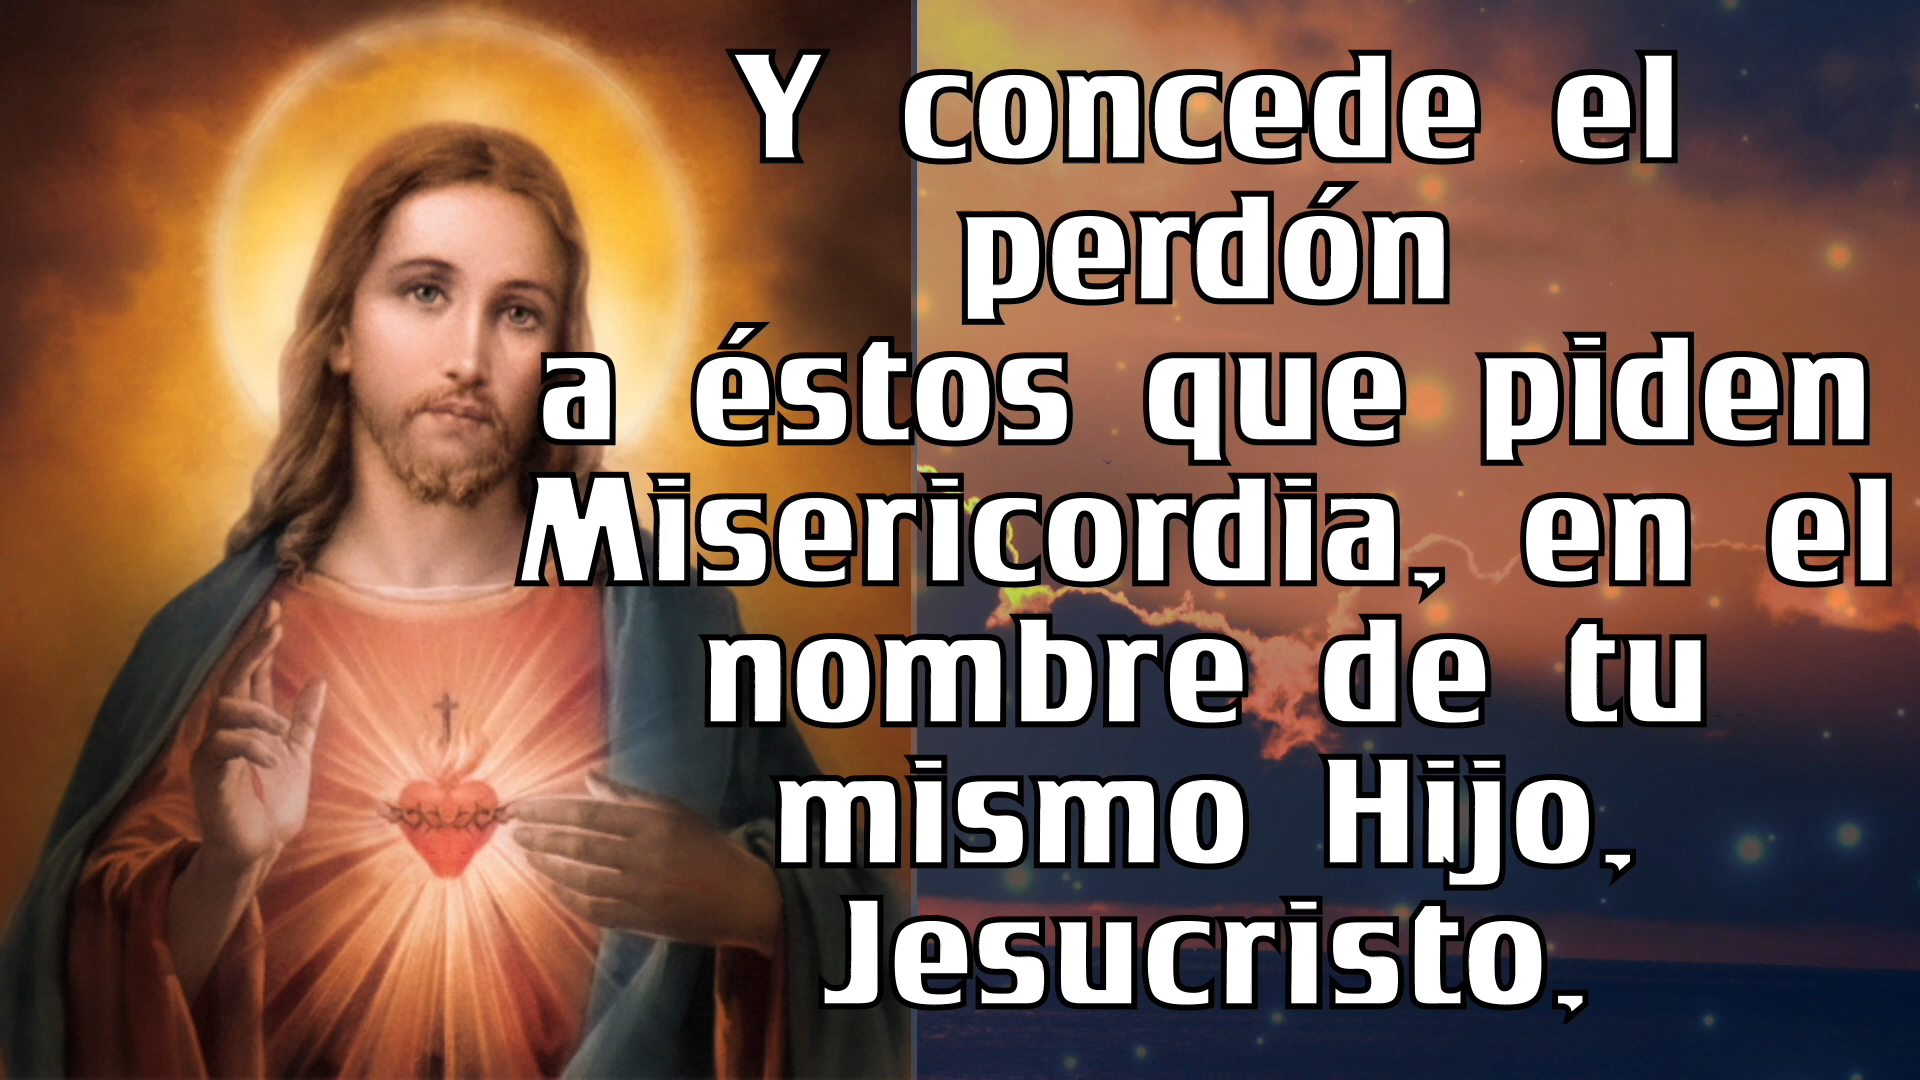 Y concede el
perdón
a éstos que piden
Misericordia, en el
nombre de tu
mismo Hijo,
Jesucristo,